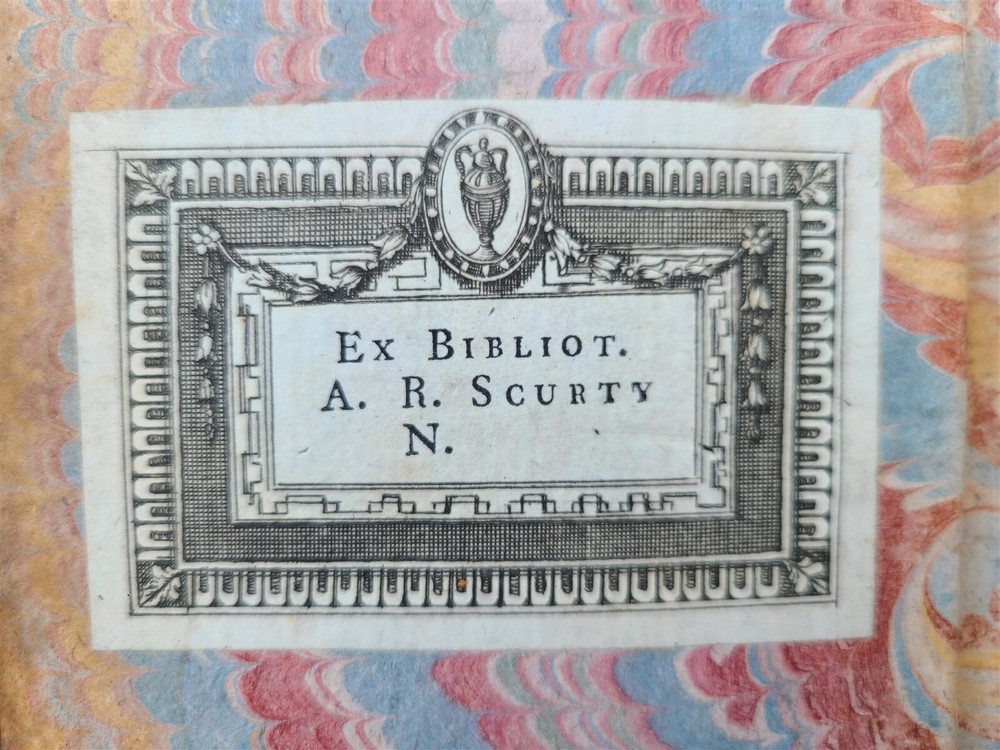 Ex Bibliot.
A. R. Scurty
N.